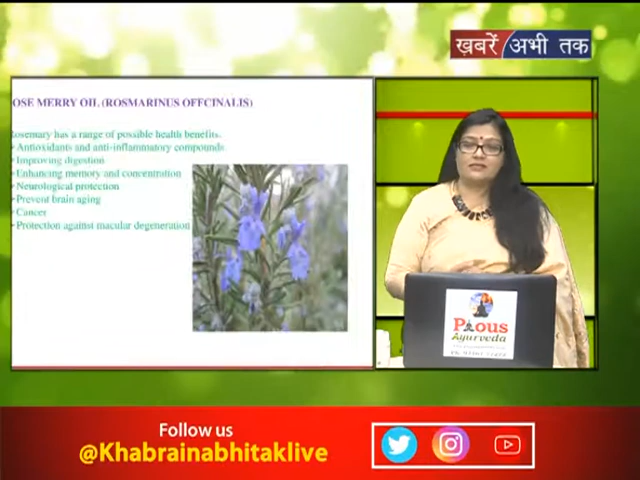 ख़बरें अभी तक
OSE MERRY OIL (ROSMARINUS OFFCINALIS)
Rosemary has a range of possible health benefits.
Antioxidants and anti-inflammatory compounds
Improving digestion
Enhancing memory and concentration
Neurological protection
Prevent brain aging
Cancer
Protection against macular degeneration
Pious
Ayurveda
Follow us
@Khabrainabhitaklive